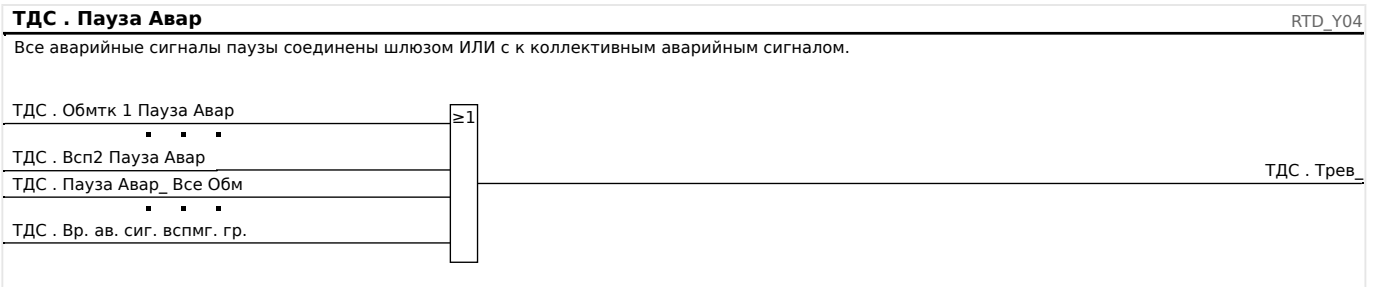 ТДС . Пауза Авар
RTD_Y04
Все аварийные сигналы паузы соединены шлюзом ИЛИ с к коллективным аварийным сигналом.
ТДС . Обмтк 1 Пауза Авар
≥1
ТДС . Всп2 Пауза Авар
ТДС . Трев_
ТДС . Пауза Авар_ Все Обм
ТДС . Вр. ав. сиг. вспмг. гр.